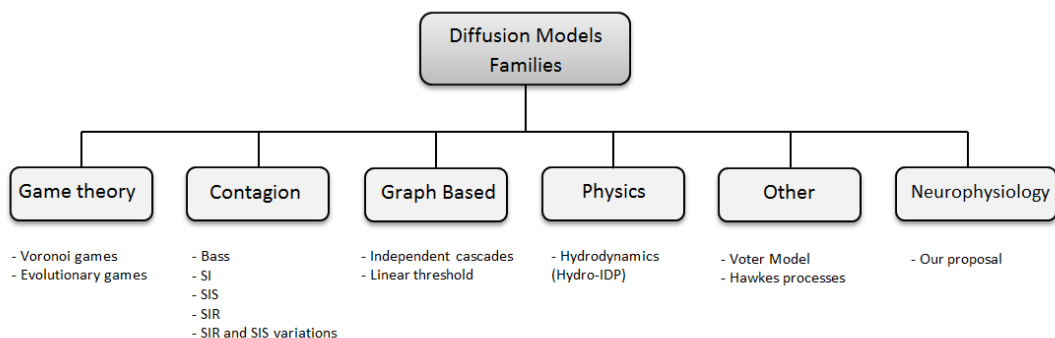 Diffusion Models
Families
Game theory
Contagion
Graph Based
Physics
Other
Neurophysiology
- Voronoi games
- Evolutionary games
- Bass
- SI
- SIS
- SIR
- SIR and SIS variations
- Independent cascades
- Linear threshold
- Hydrodynamics
(Hydro-IDP)
- Voter Model
- Hawkes processes
- Our proposal